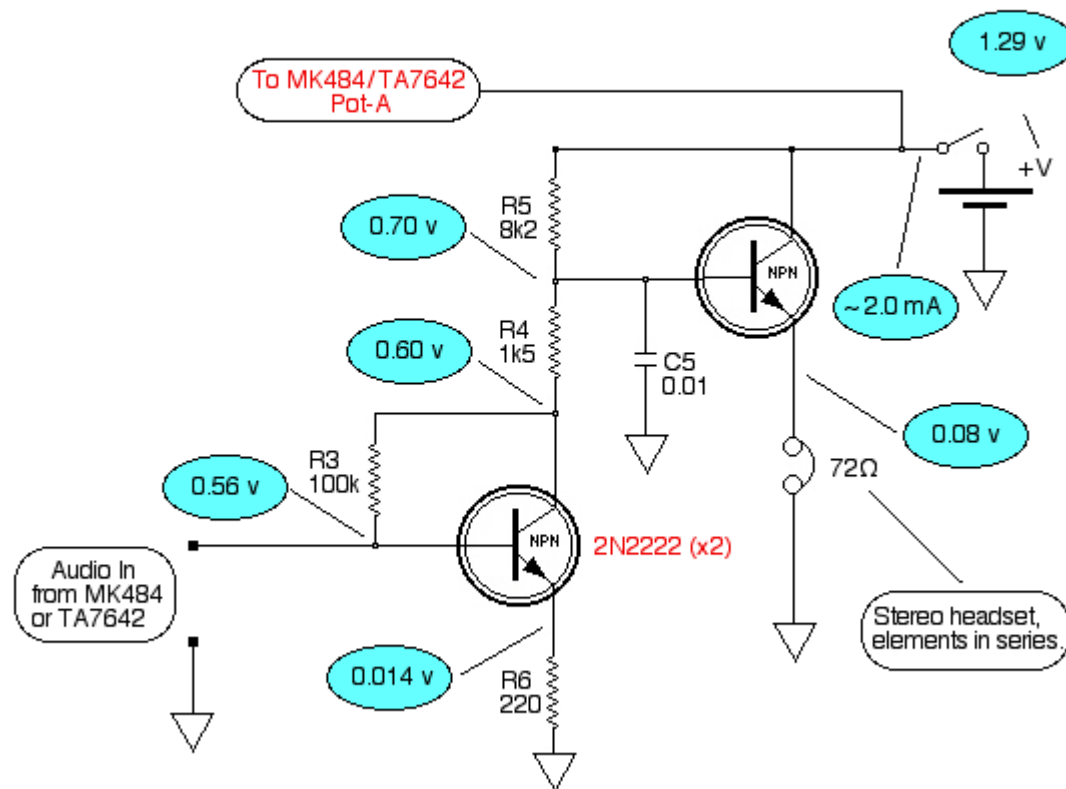 1.29 v
To MK484/TA7642
Pot-A
+V
R5
8k2
0.70 v
NPN
~2.0 mA
R4
1k5
0.60 v
C5
0.01
0.08 v
R3
100k
72Ω
0.56 v
NPN
2N2222 (x2)
Audio In
from MK484
or TA7642
Stereo headset,
elements in series.
0.014 v
R6
220